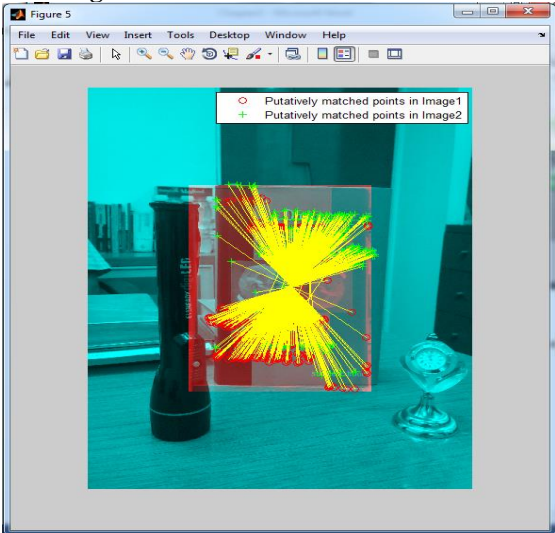 Figure 5
File Edit View Insert Tools Desktop Window Help
Putatively matched points in Image1
Putatively matched points in Image2